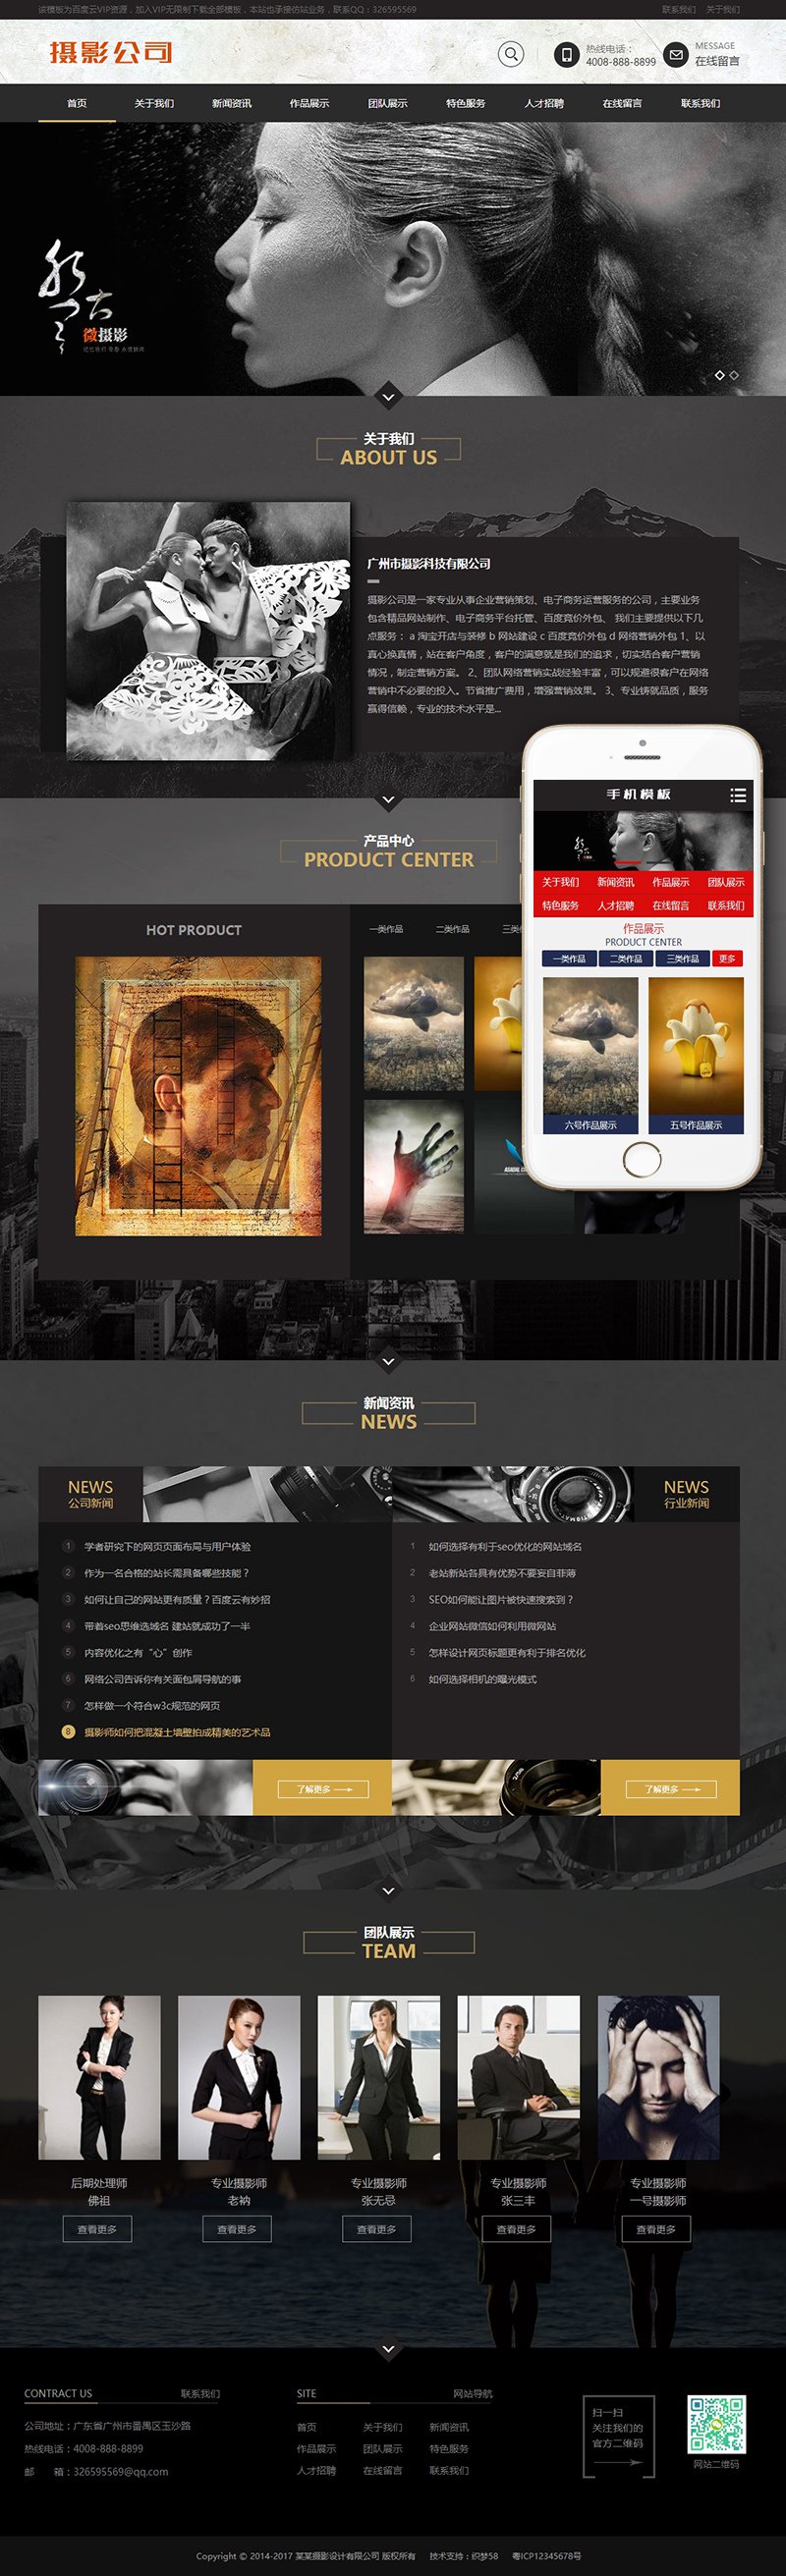 该模板为百度云VIP资源，加入VIP无限制下载全部模板，本站也承接仿站业务，联系QQ：326595569
联系我们 关于我们
摄影公司
热线电话：
4008-888-8899
MESSAGE
在线留言
首页 关于我们 新闻资讯 作品展示 团队展示 特色服务 人才招聘 在线留言 联系我们
微摄影
关于我们
ABOUT US
广州市摄影科技有限公司
摄影公司是一家专业从事企业营销策划、电子商务运营服务的公司，主要业务
包含精品网站制作、电子商务平台托管、百度竞价外包、 我们主要提供以下几
点服务： a 淘宝开店与装修 b 网站建设 c 百度竞价外包 d 网络营销外包 1、以
真心换真情，站在客户角度，客户的满意就是我们的追求，切实结合客户营销
情况，制定营销方案。 2、团队网络营销实战经验丰富，可以规避很客户在网络
营销中不必要的投入。节省推广费用，增强营销效果。 3、专业铸就品质，服务
赢得信赖，专业的技术水平是...
产品中心
PRODUCT CENTER
HOT PRODUCT
一类作品 二类作品 三类
手机模板
关于我们 新闻资讯 作品展示 团队展示
特色服务 人才招聘 在线留言 联系我们
作品展示
PRODUCT CENTER
一类作品 二类作品 三类作品 更多
六号作品展示 五号作品展示
新闻资讯
NEWS
NEWS
公司新闻
NEWS
行业新闻
1 学者研究下的网页页面布局与用户体验
2 作为一名合格的站长需具备哪些技能？
3 如何让自己的网站更有质量？百度云有妙招
4 带着seo思维选域名 建站就成功了一半
5 内容优化之有“心”创作
6 网络公司告诉你有关面包屑导航的事
7 怎样做一个符合w3c规范的网页
8 摄影师如何把混凝土墙壁拍成精美的艺术品
1 如何选择有利于seo优化的网站域名
2 老站新站各具有优势不要妄自菲薄
3 SEO如何能让图片被快速搜索到？
4 企业网站微信如何利用微网站
5 怎样设计网页标题更有利于排名优化
6 如何选择相机的曝光模式
了解更多
了解更多
团队展示
TEAM
后期处理师 专业摄影师 专业摄影师 专业摄影师 专业摄影师
佛祖 老衲 张无忌 张三丰 一号摄影师
查看更多 查看更多 查看更多 查看更多 查看更多
CONTRACT US 联系我们
公司地址：广东省广州市番禺区玉沙路
热线电话：4008-888-8899
邮 箱：326595569@qq.com
SITE 网站导航
首页 关于我们 新闻资讯
作品展示 团队展示 特色服务
人才招聘 在线留言 联系我们
扫一扫
关注我们的
官方二维码
网站二维码
Copyright © 2014-2017 某某摄影设计有限公司 版权所有 技术支持：织梦58 粤ICP12345678号